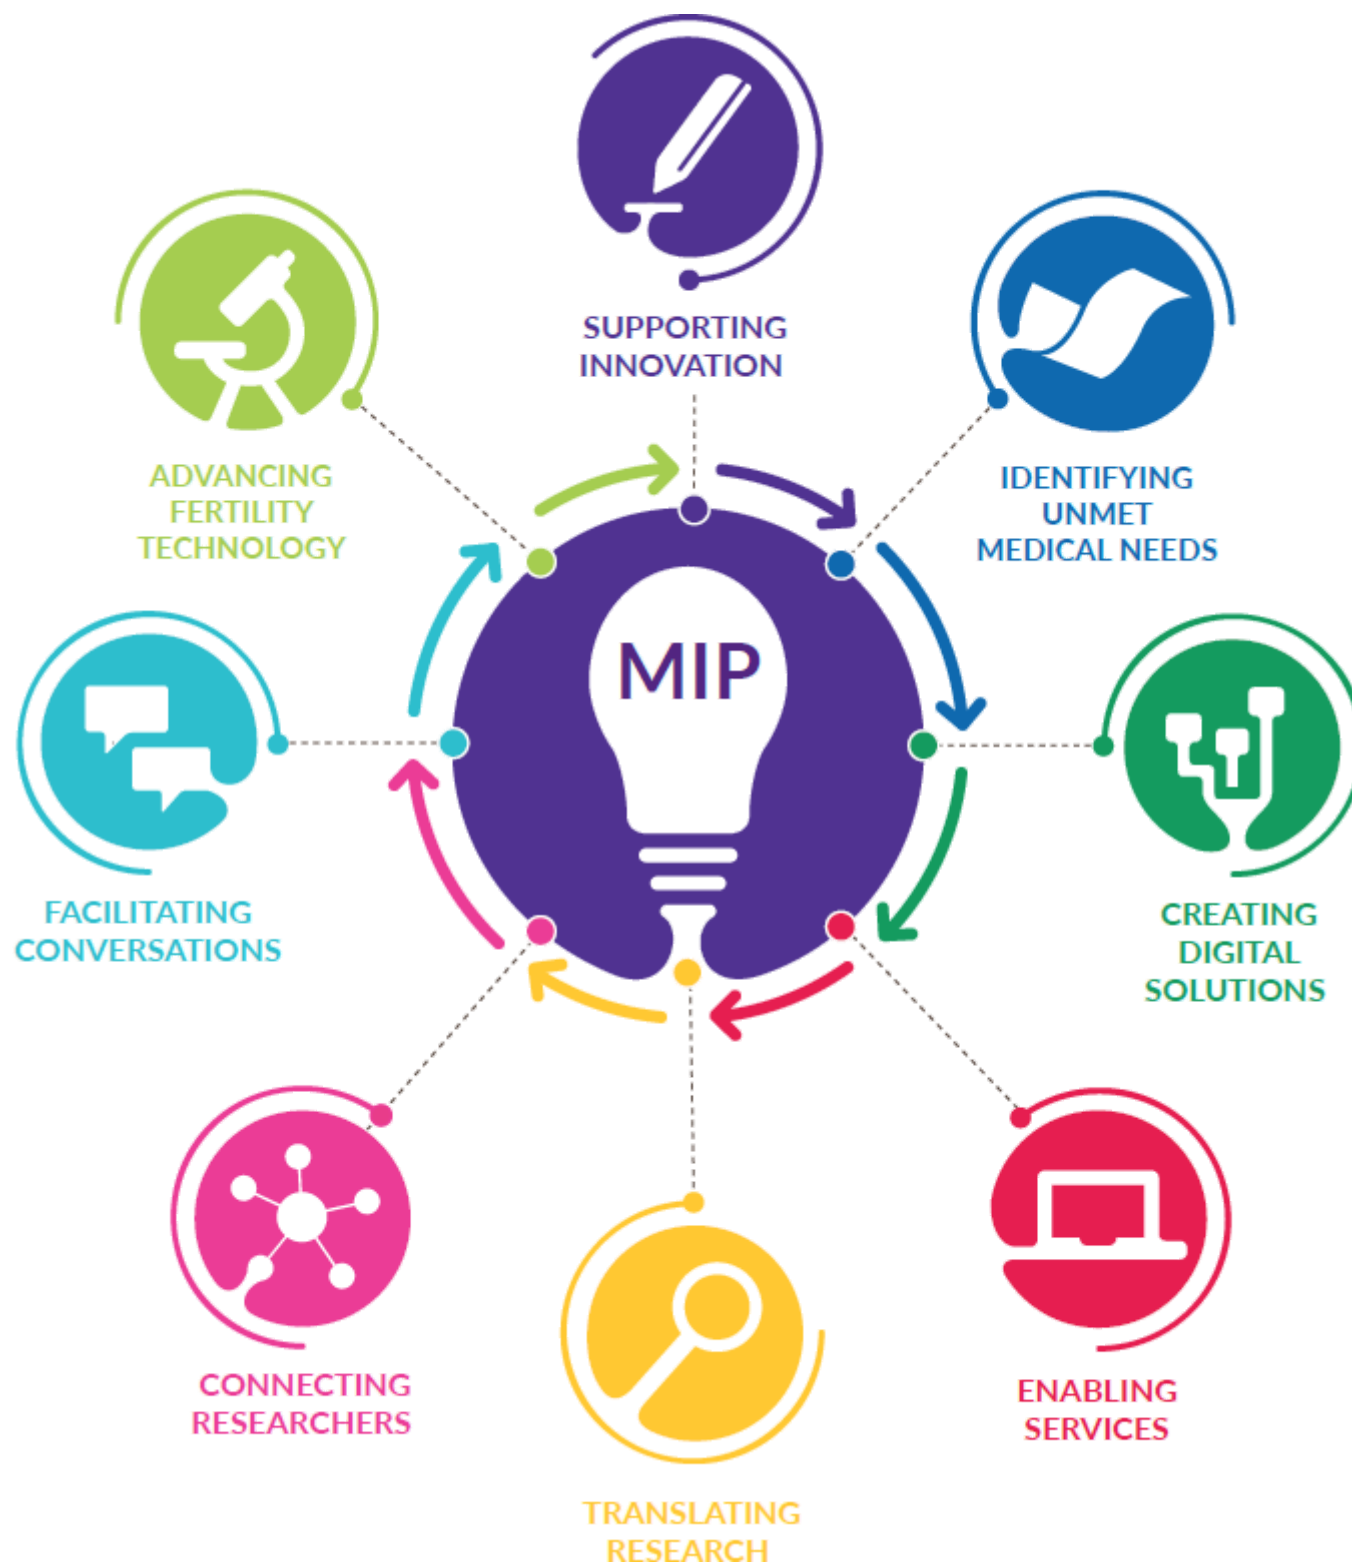 SUPPORTING
INNOVATION
IDENTIFYING
UNMET
MEDICAL NEEDS
CREATING
DIGITAL
SOLUTIONS
ENABLING
SERVICES
TRANSLATING
RESEARCH
CONNECTING
RESEARCHERS
FACILITATING
CONVERSATIONS
ADVANCING
FERTILITY
TECHNOLOGY
MIP